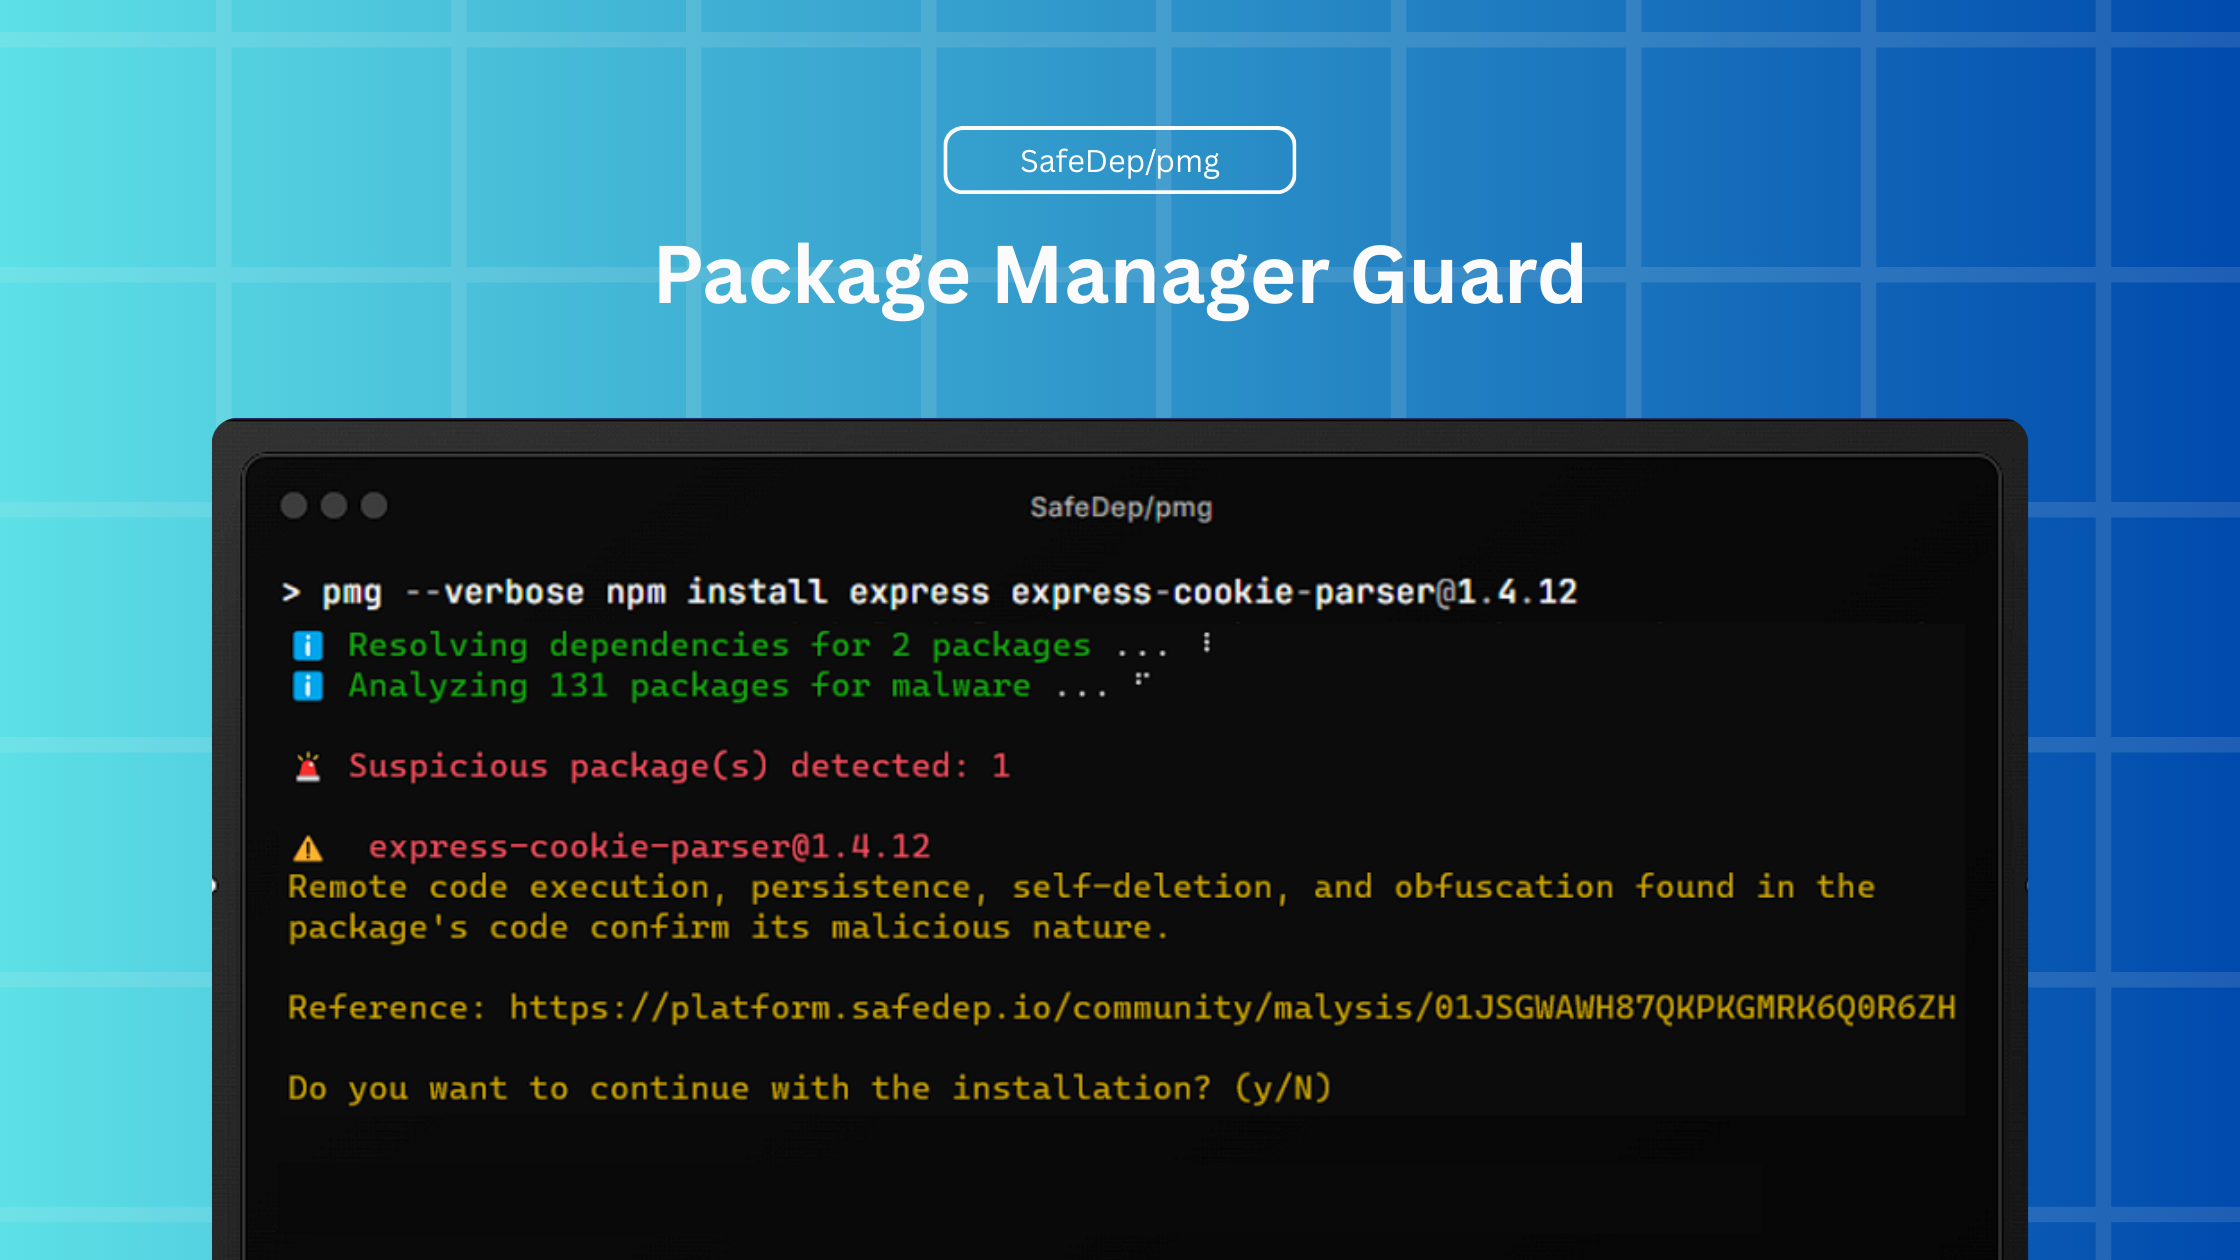 SafeDep/pmg
Package Manager Guard
SafeDep/pmg
> pmg --verbose npm install express express-cookie-parser@1.4.12
Resolving dependencies for 2 packages ...
Analyzing 131 packages for malware ...
Suspicious package(s) detected: 1
express-cookie-parser@1.4.12
Remote code execution, persistence, self-deletion, and obfuscation found in the
package's code confirm its malicious nature.
Reference: https://platform.safedep.io/community/malysis/01JSGWAWH87QKPKGMRK6Q0R6ZH
Do you want to continue with the installation? (y/N)